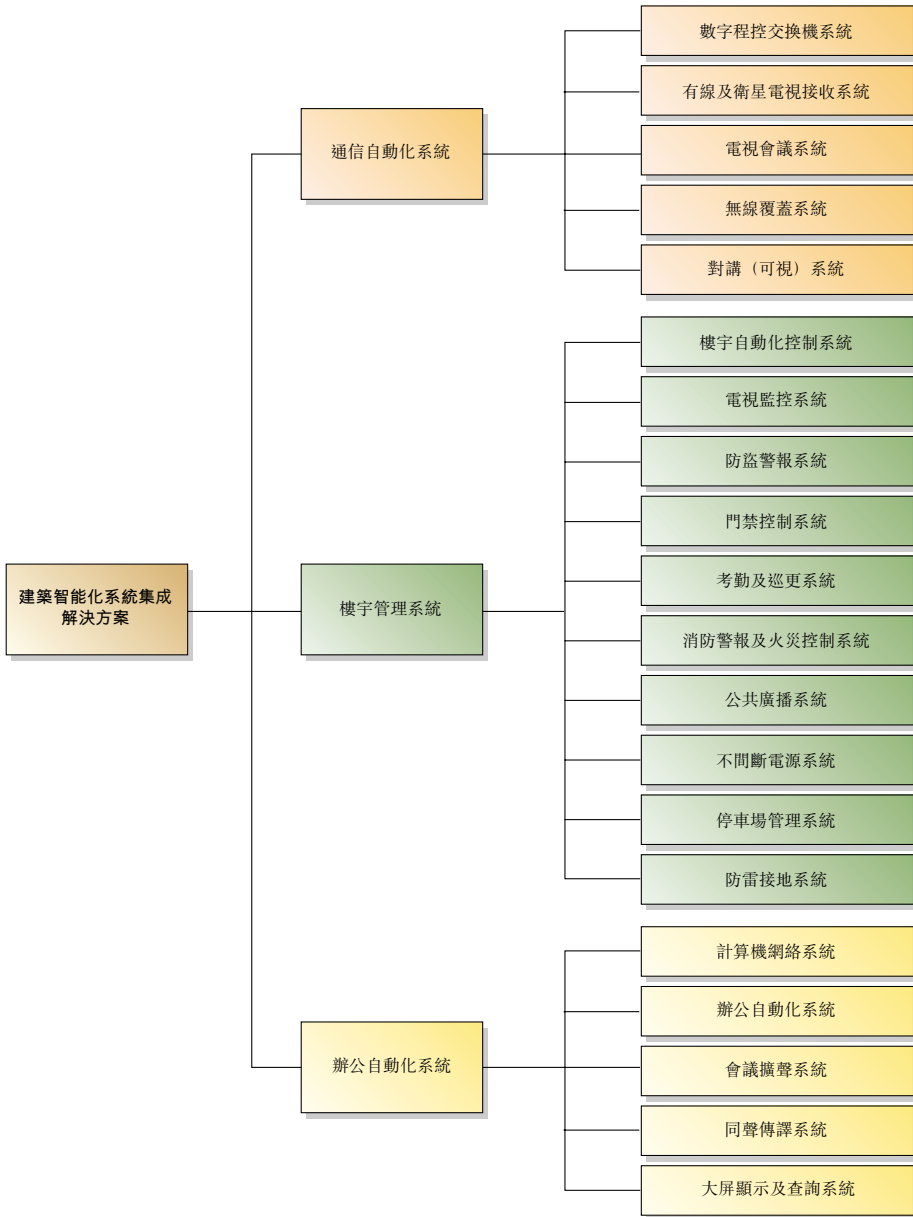 建築智能化系統集成
解決方案
通信自動化系統
數字程控交換機系統
有線及衛星電視接收系統
電視會議系統
無線覆蓋系統
對講（可視）系統
樓宇管理系統
樓宇自動化控制系統
電視監控系統
防盜警報系統
門禁控制系統
考勤及巡更系統
消防警報及火災控制系統
公共廣播系統
不間斷電源系統
停車場管理系統
防雷接地系統
辦公自動化系統
計算機網絡系統
辦公自動化系統
會議擴聲系統
同聲傳譯系統
大屏顯示及查詢系統